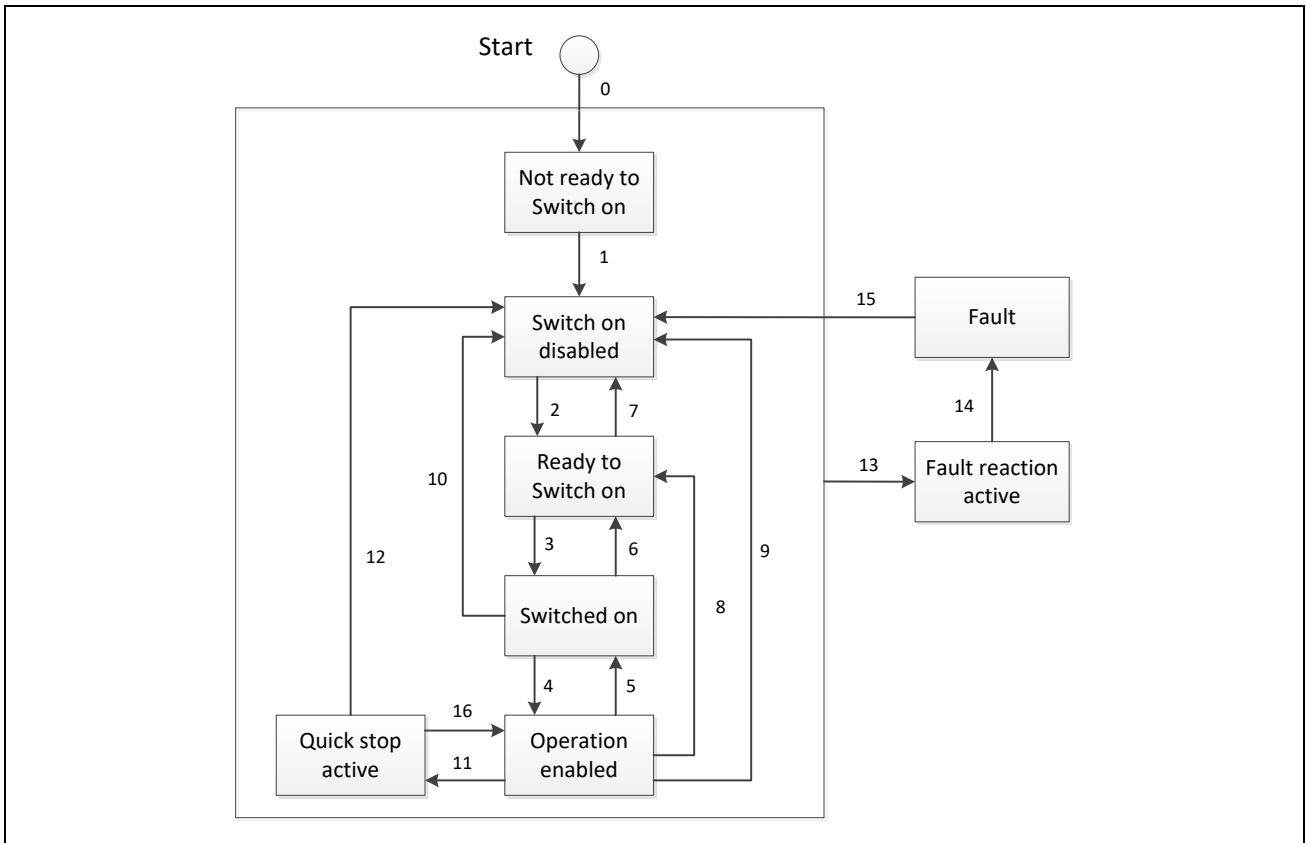 Start
0
Not ready to
Switch on
1
15
Fault
Switch on
disabled
2
7
14
Ready to
Switch on
10
13
Fault reaction
active
3
6
12
9
Switched on
8
4
5
16
Quick stop
active
Operation
enabled
11